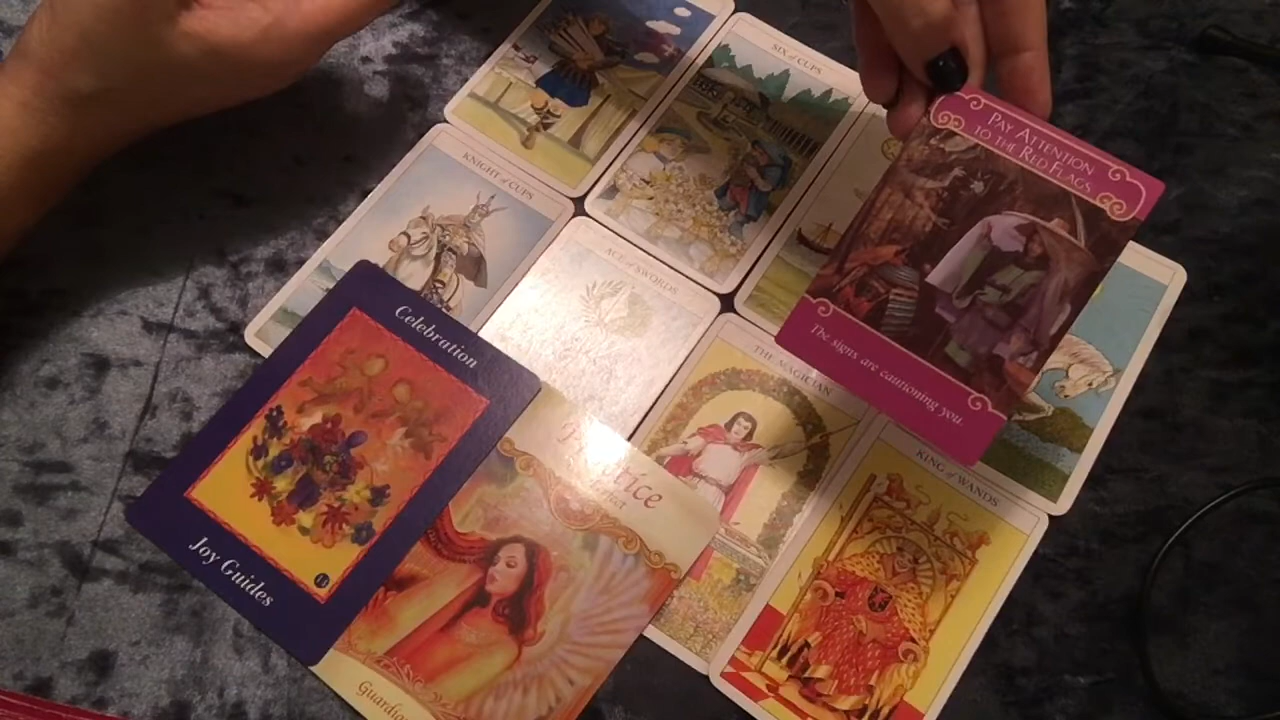 SIX of CUPS
PAY ATTENTION
TO THE RED FLAGS
KNIGHT of CUPS
ACE of SWORDS
The signs are cautioning you.
Celebration
THE MAGICIAN
KING of WANDS
Joy Guides